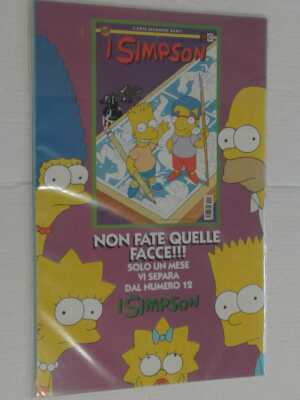 I SIMPSON
NON FATE QUELLE
FACCE!!!
SOLO UN MESE
VI SEPARA
DAL NUMERO 12
I SIMPSON